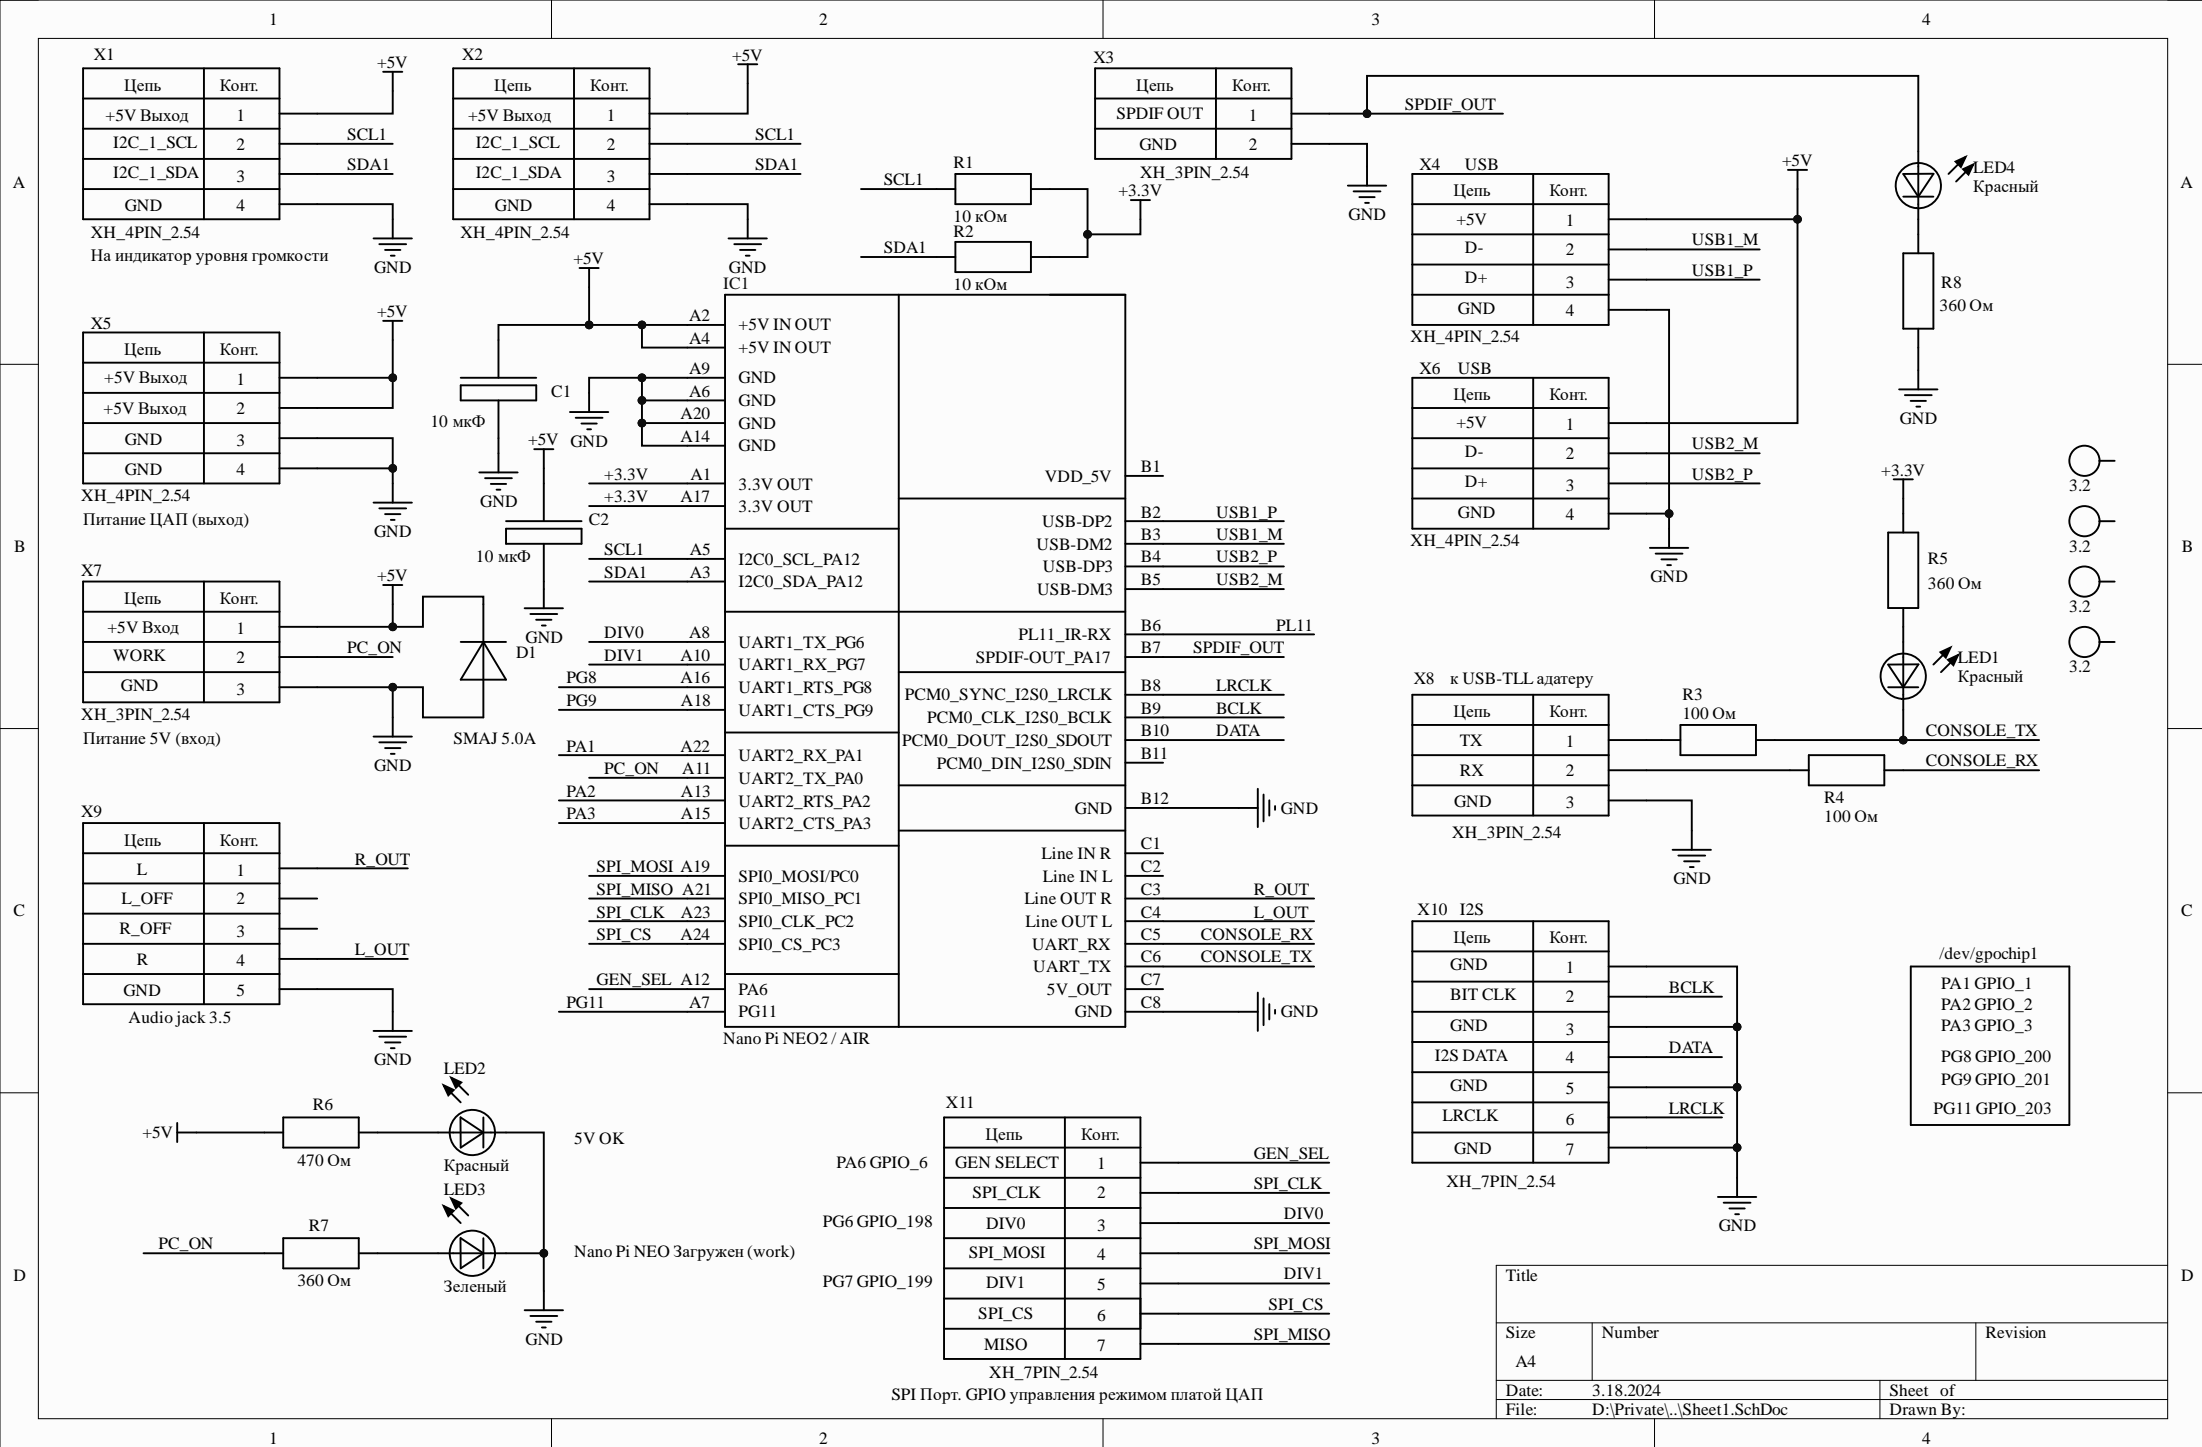 1 2 3 4
A A
B B
C C
D D
X1
Цепь Конт.
+5V Выход 1
I2C_1_SCL 2
I2C_1_SDA 3
GND 4
XH_4PIN_2.54
На индикатор уровня громкости
+5V
SCL1
SDA1
GND
X2
Цепь Конт.
+5V Выход 1
I2C_1_SCL 2
I2C_1_SDA 3
GND 4
XH_4PIN_2.54
+5V
SCL1
SDA1
GND
X3
Цепь Конт.
SPDIF OUT 1
GND 2
XH_3PIN_2.54
SPDIF_OUT
GND
R1
SCL1
10 кОм
R2
SDA1
10 кОм
+3.3V
X4 USB
Цепь Конт.
+5V 1
D- 2
D+ 3
GND 4
XH_4PIN_2.54
+5V
USB1_M
USB1_P
LED4
Красный
R8
360 Ом
GND
X5
Цепь Конт.
+5V Выход 1
+5V Выход 2
GND 3
GND 4
XH_4PIN_2.54
Питание ЦАП (выход)
+5V
GND
X6 USB
Цепь Конт.
+5V 1
D- 2
D+ 3
GND 4
XH_4PIN_2.54
USB2_M
USB2_P
GND
X7
Цепь Конт.
+5V Вход 1
WORK 2
GND 3
XH_3PIN_2.54
Питание 5V (вход)
+5V
PC_ON
GND
D1
SMAJ 5.0A
+5V
C1
10 мкФ
GND
GND
+5V
C2
10 мкФ
GND
IC1
A2 +5V IN OUT
A4 +5V IN OUT
A9 GND
A6 GND
A20 GND
A14 GND
+3.3V A1 3.3V OUT
+3.3V A17 3.3V OUT
SCL1 A5 I2C0_SCL_PA12
SDA1 A3 I2C0_SDA_PA12
DIV0 A8 UART1_TX_PG6
DIV1 A10 UART1_RX_PG7
PG8 A16 UART1_RTS_PG8
PG9 A18 UART1_CTS_PG9
PA1 A22 UART2_RX_PA1
PC_ON A11 UART2_TX_PA0
PA2 A13 UART2_RTS_PA2
PA3 A15 UART2_CTS_PA3
SPI_MOSI A19 SPI0_MOSI/PC0
SPI_MISO A21 SPI0_MISO_PC1
SPI_CLK A23 SPI0_CLK_PC2
SPI_CS A24 SPI0_CS_PC3
GEN_SEL A12 PA6
PG11 A7 PG11
VDD_5V B1
USB-DP2 B2 USB1_P
USB-DM2 B3 USB1_M
USB-DP3 B4 USB2_P
USB-DM3 B5 USB2_M
PL11_IR-RX B6 PL11
SPDIF-OUT_PA17 B7 SPDIF_OUT
PCM0_SYNC_I2S0_LRCLK B8 LRCLK
PCM0_CLK_I2S0_BCLK B9 BCLK
PCM0_DOUT_I2S0_SDOUT B10 DATA
PCM0_DIN_I2S0_SDIN B11
GND B12 GND
Line IN R C1
Line IN L C2
Line OUT R C3 R_OUT
Line OUT L C4 L_OUT
UART_RX C5 CONSOLE_RX
UART_TX C6 CONSOLE_TX
5V_OUT C7
GND C8 GND
Nano Pi NEO2 / AIR
+3.3V
R5
360 Ом
LED1
Красный
3.2
3.2
3.2
3.2
X8 к USB-TLL адатеру
Цепь Конт.
TX 1
RX 2
GND 3
XH_3PIN_2.54
R3
100 Ом
CONSOLE_TX
CONSOLE_RX
R4
100 Ом
GND
X9
Цепь Конт.
L 1
L_OFF 2
R_OFF 3
R 4
GND 5
Audio jack 3.5
R_OUT
L_OUT
GND
X10 I2S
Цепь Конт.
GND 1
BIT CLK 2
GND 3
I2S DATA 4
GND 5
LRCLK 6
GND 7
XH_7PIN_2.54
BCLK
DATA
LRCLK
GND
/dev/gpochip1
PA1 GPIO_1
PA2 GPIO_2
PA3 GPIO_3
PG8 GPIO_200
PG9 GPIO_201
PG11 GPIO_203
LED2
+5V
R6
470 Ом
Красный
5V OK
LED3
PC_ON
R7
360 Ом
Зеленый
Nano Pi NEO Загружен (work)
GND
X11
Цепь Конт.
PA6 GPIO_6 GEN SELECT 1 GEN_SEL
SPI_CLK 2 SPI_CLK
PG6 GPIO_198 DIV0 3 DIV0
SPI_MOSI 4 SPI_MOSI
PG7 GPIO_199 DIV1 5 DIV1
SPI_CS 6 SPI_CS
MISO 7 SPI_MISO
XH_7PIN_2.54
SPI Порт. GPIO управления режимом платой ЦАП
Title
Size Number Revision
A4
Date: 3.18.2024 Sheet of
File: D:\Private\..\Sheet1.SchDoc Drawn By:
1 2 3 4